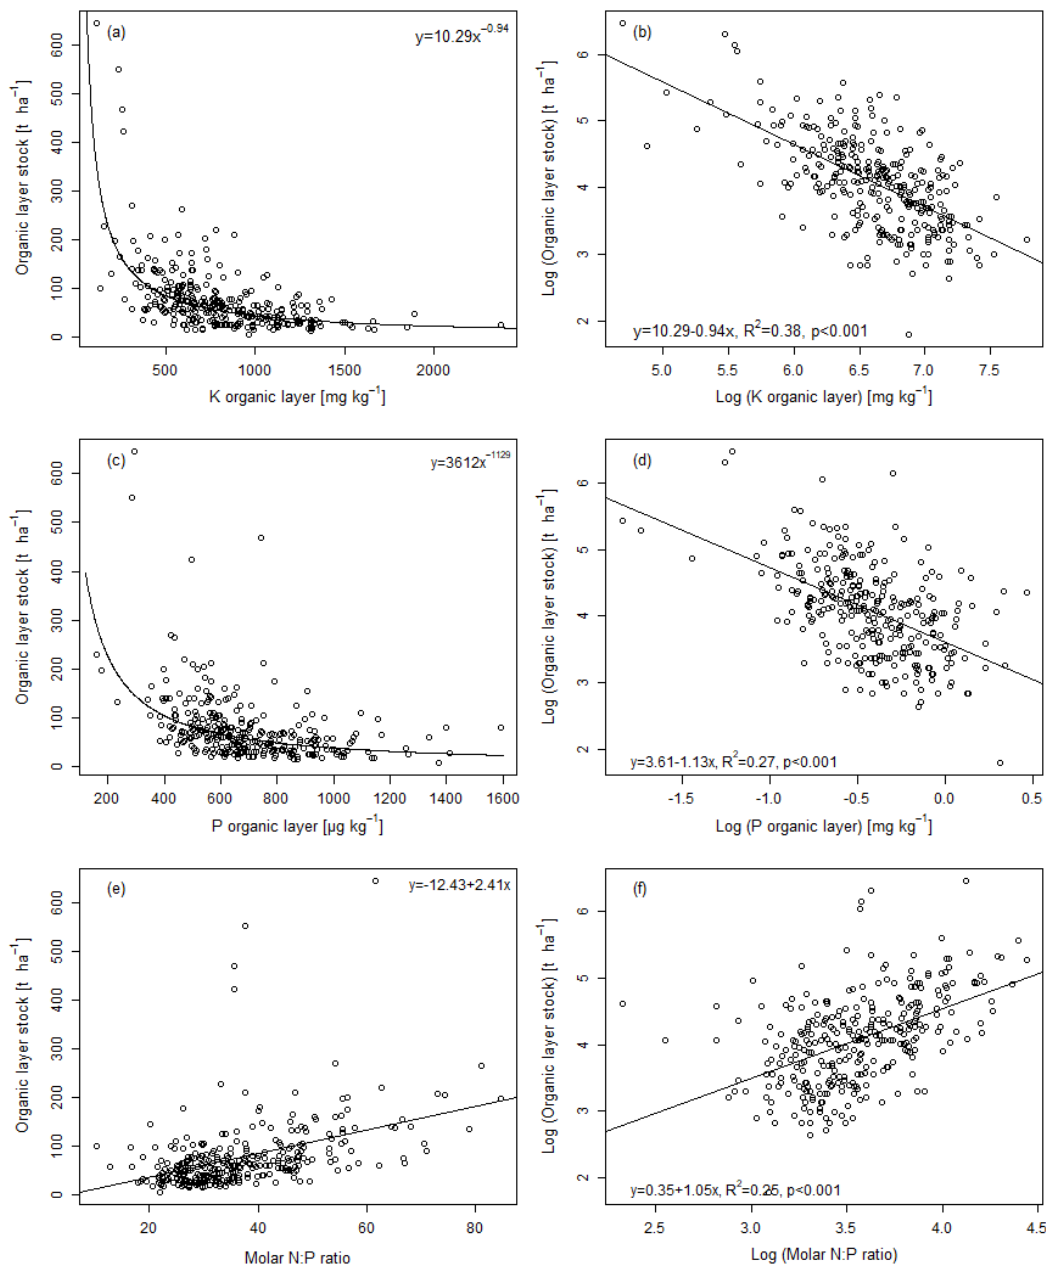 (a)
y=10.29x⁻⁰·⁹⁴
Organic layer stock [t ha⁻¹]
0 100 200 300 400 500 600
500 1000 1500 2000
K organic layer [mg kg⁻¹]
(b)
y=10.29-0.94x, R²=0.38, p<0.001
Log (Organic layer stock) [t ha⁻¹]
2 3 4 5 6
5.0 5.5 6.0 6.5 7.0 7.5
Log (K organic layer) [mg kg⁻¹]
(c)
y=3612x⁻¹¹²⁹
Organic layer stock [t ha⁻¹]
0 100 200 300 400 500 600
200 400 600 800 1000 1200 1400 1600
P organic layer [µg kg⁻¹]
(d)
y=3.61-1.13x, R²=0.27, p<0.001
Log (Organic layer stock) [t ha⁻¹]
2 3 4 5 6
-1.5 -1.0 -0.5 0.0 0.5
Log (P organic layer) [mg kg⁻¹]
(e)
y=-12.43+2.41x
Organic layer stock [t ha⁻¹]
0 100 200 300 400 500 600
20 40 60 80
Molar N:P ratio
(f)
y=0.35+1.05x, R²=0.25, p<0.001
Log (Organic layer stock) [t ha⁻¹]
2 3 4 5 6
2.5 3.0 3.5 4.0 4.5
Log (Molar N:P ratio)